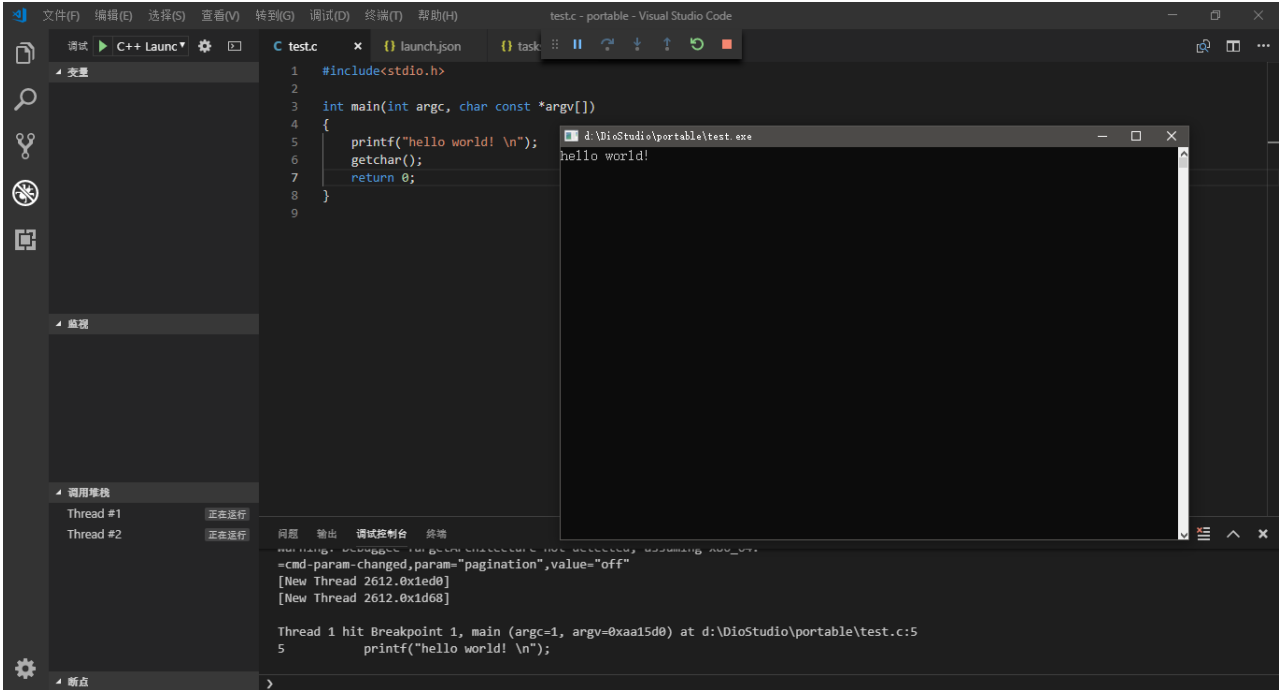 文件(F) 编辑(E) 选择(S) 查看(V) 转到(G) 调试(D) 终端(T) 帮助(H) test.c - portable - Visual Studio Code
调试 C++ Launc
C test.c × {} launch.json {} task
变量
1 #include<stdio.h>
2
3 int main(int argc, char const *argv[])
4 {
5 printf("hello world! \n");
6 getchar();
7 return 0;
8 }
9
d:\DioStudio\portable\test.exe
hello world!
监视
调用堆栈
Thread #1 正在运行
Thread #2 正在运行
断点
问题 输出 调试控制台 终端
=cmd-param-changed,param="pagination",value="off"
[New Thread 2612.0x1ed0]
[New Thread 2612.0x1d68]
Thread 1 hit Breakpoint 1, main (argc=1, argv=0xaa15d0) at d:\DioStudio\portable\test.c:5
5 printf("hello world! \n");